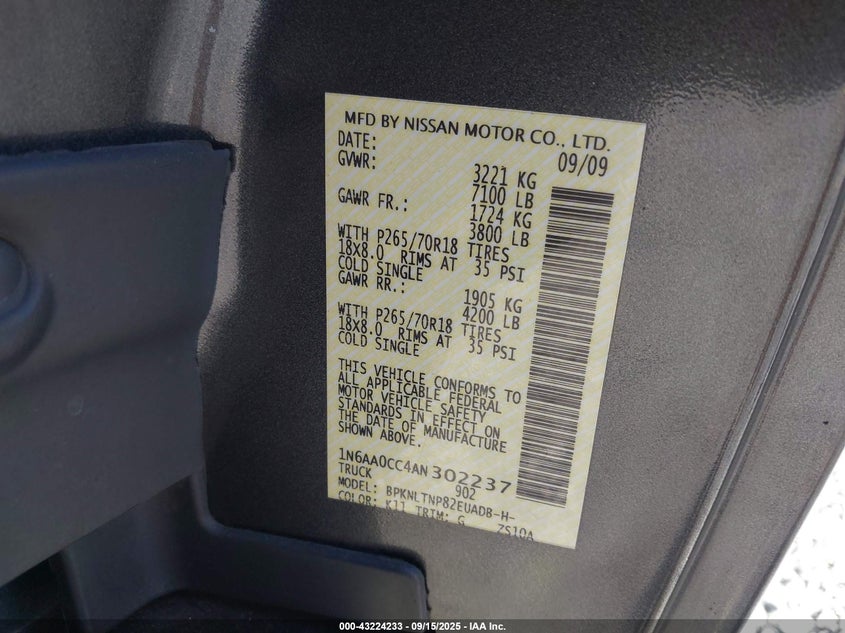 MFD BY NISSAN MOTOR CO., LTD.
DATE: 09/09
GVWR: 3221 KG
7100 LB
GAWR FR.: 1724 KG
3800 LB
WITH P265/70R18 TIRES
18X8.0 RIMS AT 35 PSI
COLD SINGLE
GAWR RR.: 1905 KG
4200 LB
WITH P265/70R18 TIRES
18X8.0 RIMS AT 35 PSI
COLD SINGLE
THIS VEHICLE CONFORMS TO
ALL APPLICABLE FEDERAL
MOTOR VEHICLE SAFETY
STANDARDS IN EFFECT ON
THE DATE OF MANUFACTURE
SHOWN ABOVE.
1N6AA0CC4AN302237
TRUCK 902
MODEL: BPKNLTNP82EUADB-H-
COLOR: K11 TRIM: G ZS10A
000-43224233 - 09/15/2025 - IAA Inc.